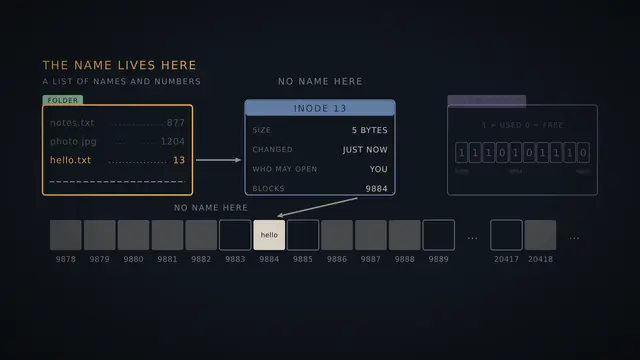 THE NAME LIVES HERE
A LIST OF NAMES AND NUMBERS
FOLDER
notes.txt ............... 877
photo.jpg ............ 1204
hello.txt ................ 13
NO NAME HERE
INODE 13
SIZE 5 BYTES
CHANGED JUST NOW
WHO MAY OPEN YOU
BLOCKS 9884
1 = USED 0 = FREE
1 1 1 0 1 0 1 1 1 0
NO NAME HERE
hello
... ...
9878 9879 9880 9881 9882 9883 9884 9885 9886 9887 9888 9889 20417 20418